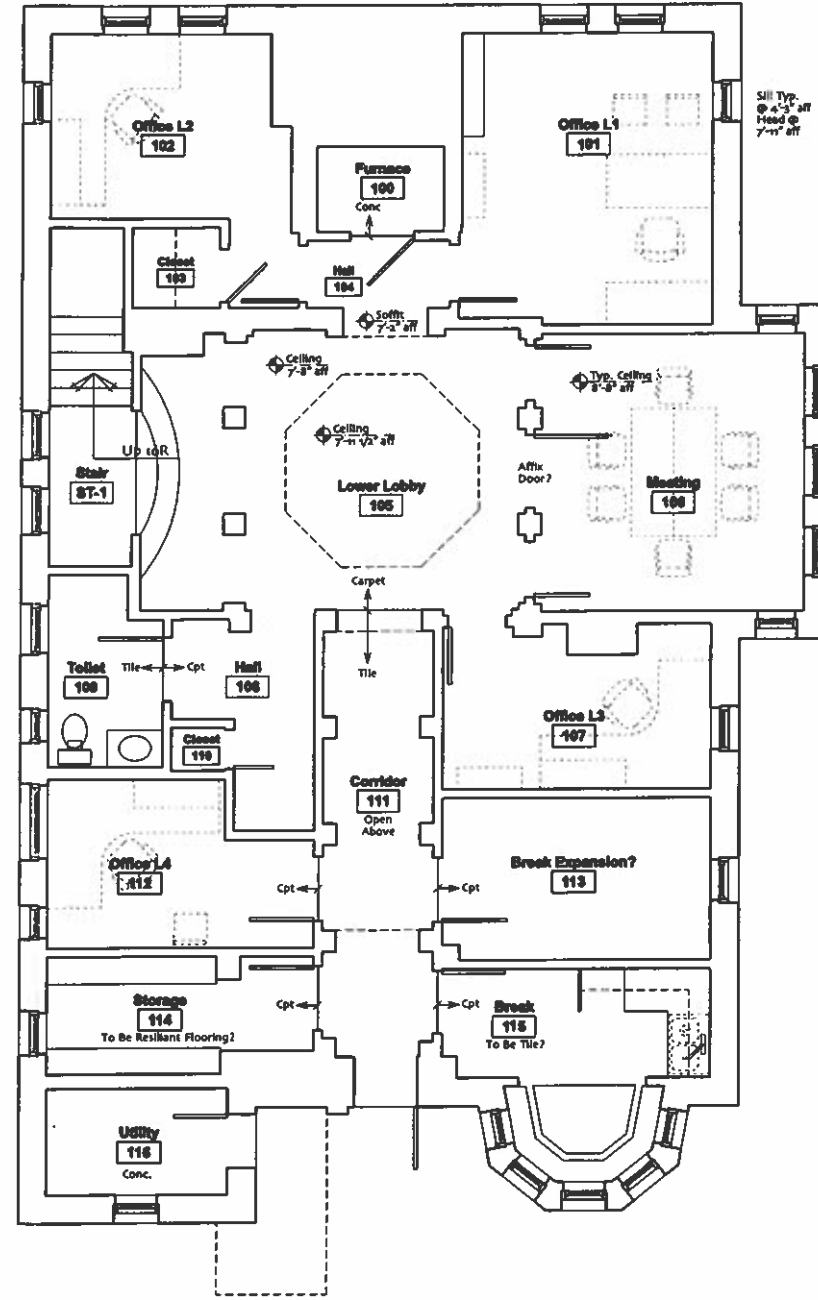 Office L2
102
Office L1
101
Sill Typ.
@ 4'-3" aff
Head @
7'-11" aff
Furnace
100
Conc
Closet
103
Hall
104
Soffit
7'-2" aff
Ceiling
7'-8" aff
Typ. Ceiling
8'-8" aff
Ceiling
7'-11 1/2" aff
Up
Stair
ST-1
Lower Lobby
105
Affix
Door?
Meeting
Carpet
Tile
Toilet
109
Tile
Cpt
Hall
Closet
110
Office L3
107
Corridor
111
Open
Above
Office L4
112
Cpt
Cpt
Break Expansion?
113
Storage
114
To Be Resiliant Flooring?
Cpt
Cpt
Break
115
To Be Tile?
Utility
116
Conc.